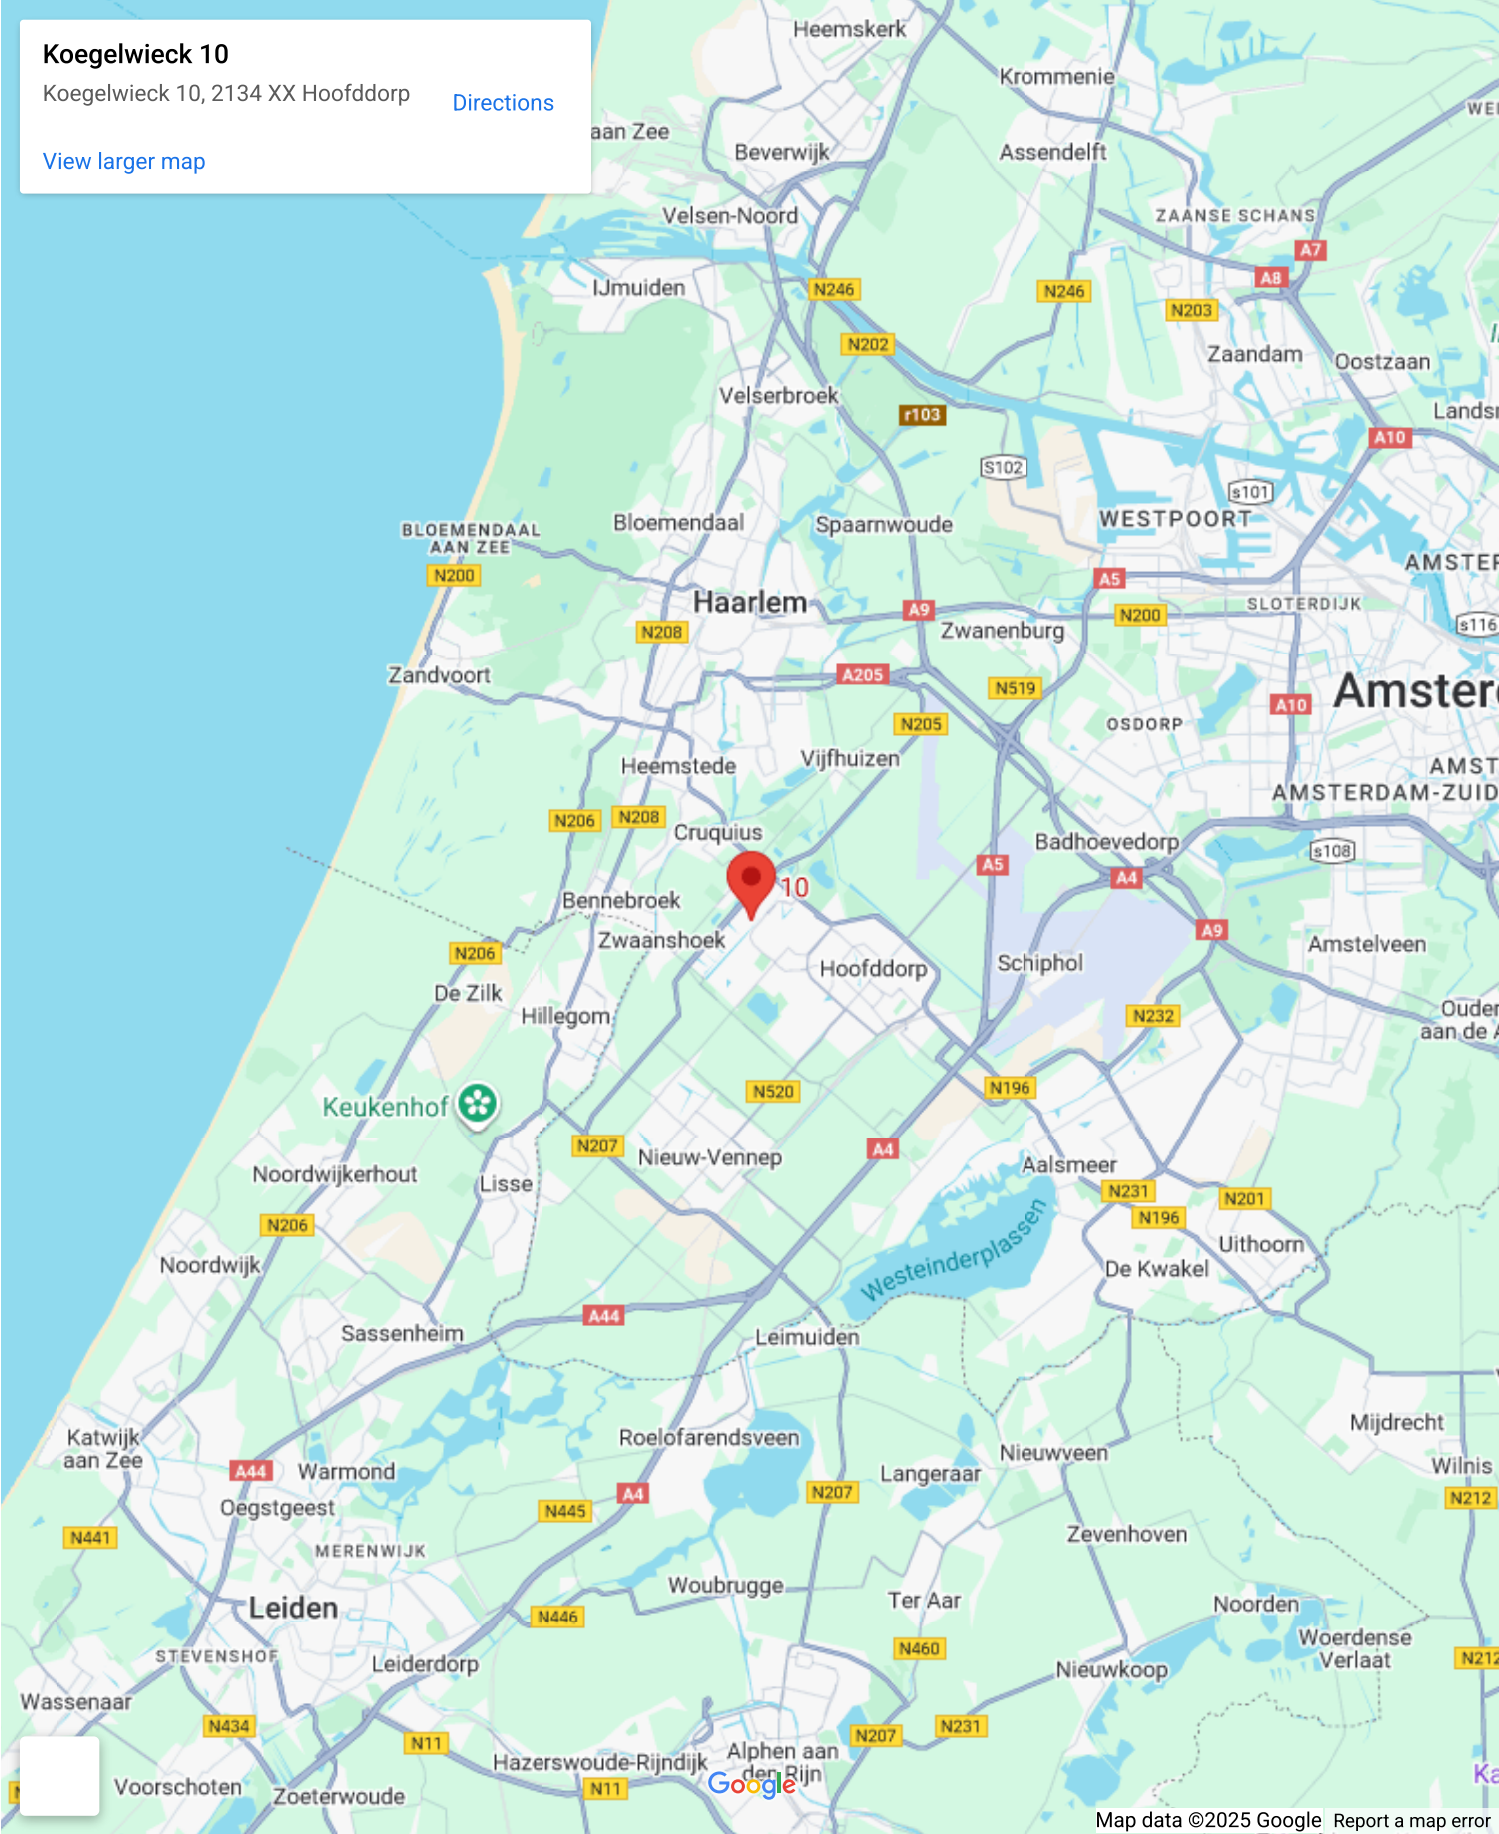 Koegelwieck 10
Koegelwieck 10, 2134 XX Hoofddorp
Directions
View larger map
Heemskerk
Krommenie
aan Zee
Beverwijk
Assendelft
Velsen-Noord
ZAANSE SCHANS
A7
A8
IJmuiden
N246
N246
N203
N202
Zaandam
Oostzaan
Velserbroek
r103
Lands
A10
S102
s101
Bloemendaal
Spaarnwoude
WESTPOORT
BLOEMENDAAL
AAN ZEE
N200
A5
AMSTER
Haarlem
A9
N200
SLOTERDIJK
N208
Zwanenburg
s116
Zandvoort
A205
N519
Amster
A10
N205
OSDORP
Heemstede
Vijfhuizen
AMST
AMSTERDAM-ZUID
N206
N208
Cruquius
Badhoevedorp
s108
A5
A4
10
Bennebroek
Zwaanshoek
A9
Amstelveen
N206
Hoofddorp
Schiphol
De Zilk
Hillegom
N232
Ouder
aan de A
N520
N196
Keukenhof
N207
Nieuw-Vennep
A4
Aalsmeer
Noordwijkerhout
Lisse
N231
N201
N206
N196
Westeinderplassen
Uithoorn
Noordwijk
De Kwakel
A44
Sassenheim
Leimuiden
Katwijk
aan Zee
Roelofarendsveen
Mijdrecht
Nieuwveen
A44
Warmond
Langeraar
Wilnis
A4
N207
N212
Oegstgeest
N445
N441
Zevenhoven
MERENWIJK
Woubrugge
Leiden
N446
Ter Aar
Noorden
N460
Woerdense
Verlaat
STEVENSHOF
Leiderdorp
Nieuwkoop
N212
Wassenaar
N434
N11
N207
N231
Hazerswoude-Rijndijk
Alphen aan
den Rijn
Voorschoten
N11
Zoeterwoude
Google
Ka
Map data ©2025 Google
Report a map error